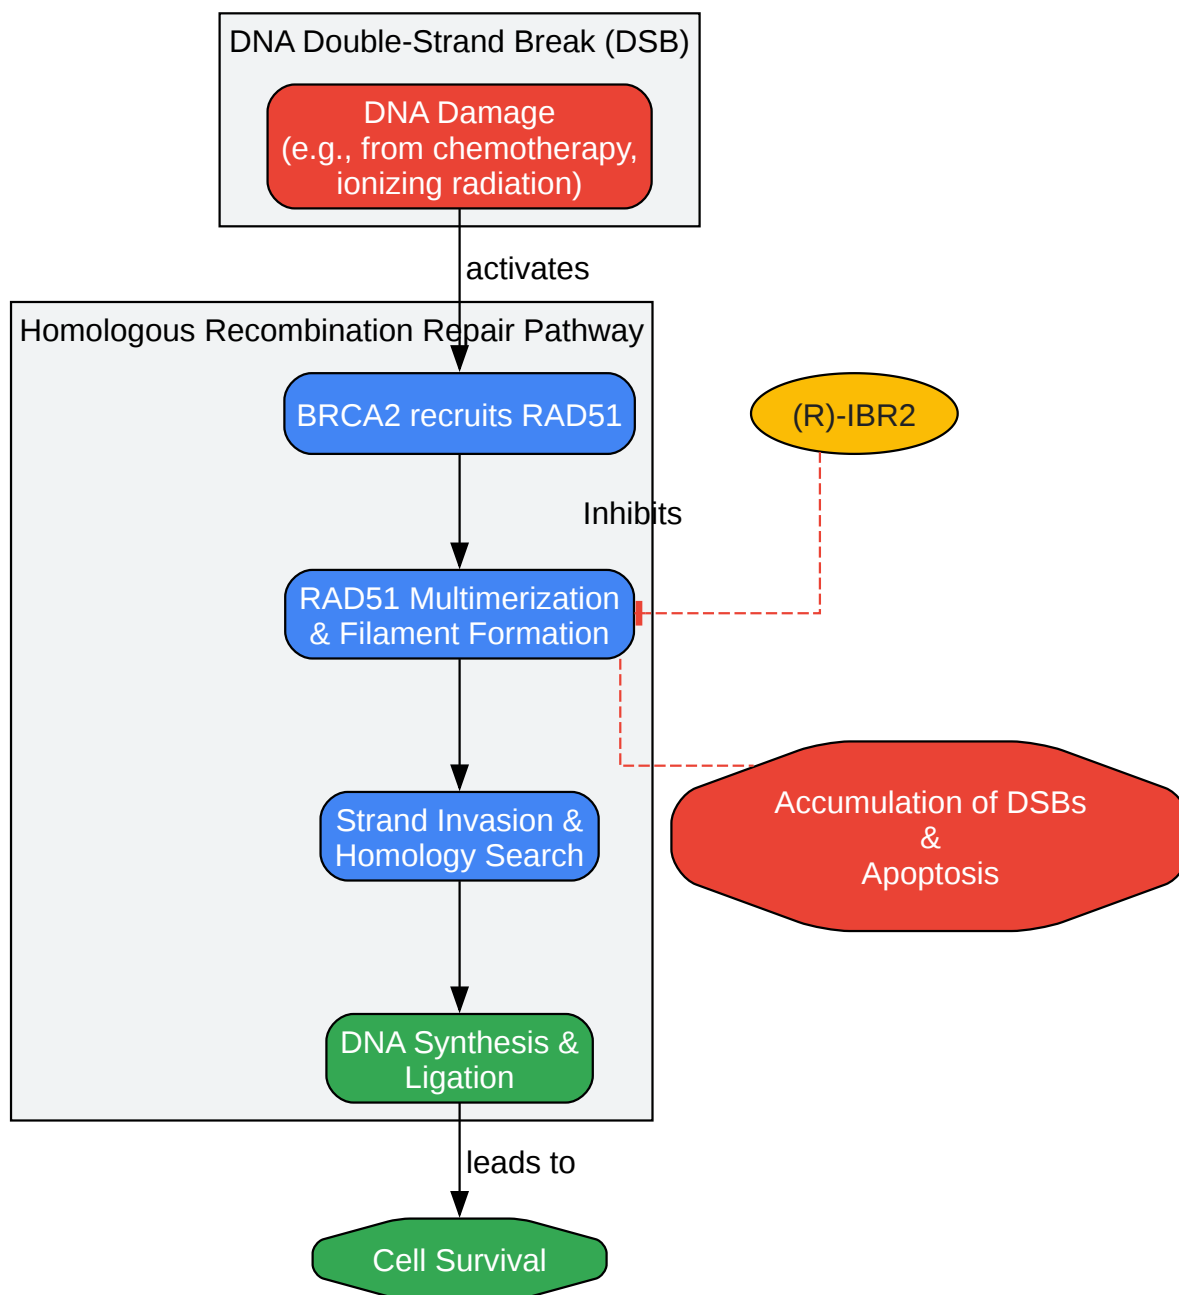 DNA Double-Strand Break (DSB)
DNA Damage
(e.g., from chemotherapy,
ionizing radiation)
activates
Homologous Recombination Repair Pathway
BRCA2 recruits RAD51
(R)-IBR2
Inhibits
RAD51 Multimerization
& Filament Formation
Strand Invasion &
Homology Search
Accumulation of DSBs
&
Apoptosis
DNA Synthesis &
Ligation
leads to
Cell Survival